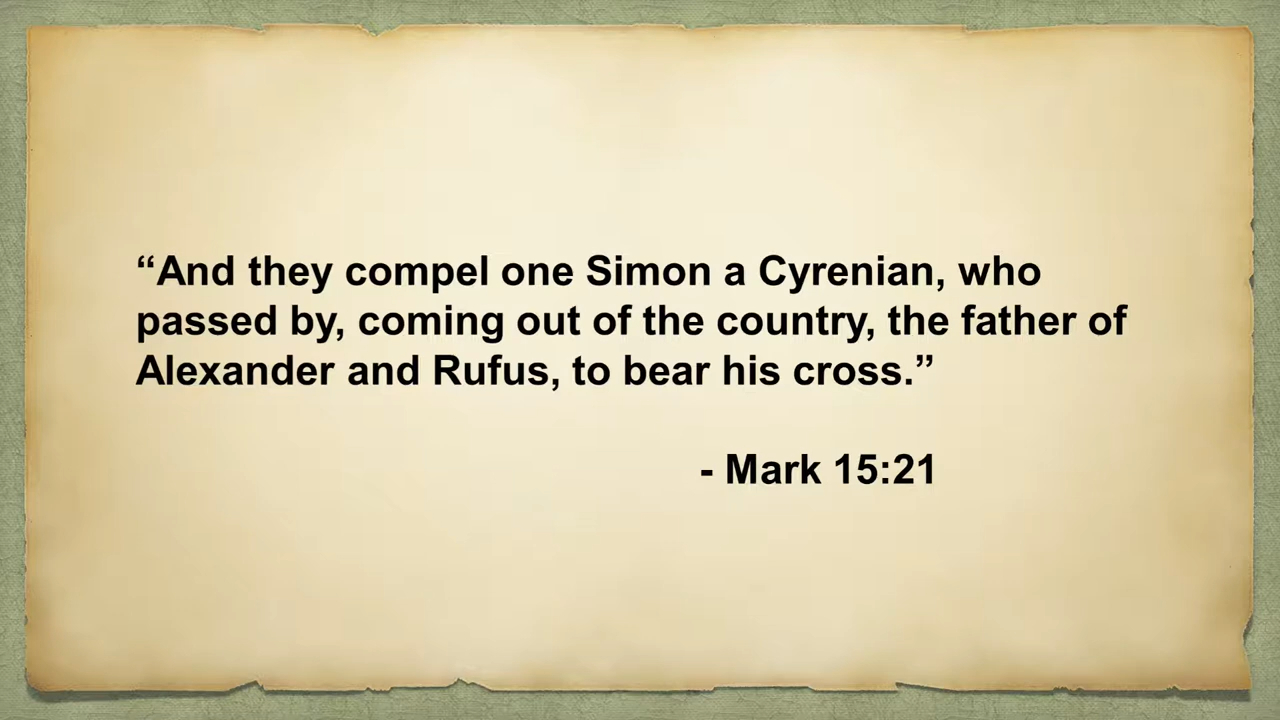 “And they compel one Simon a Cyrenian, who
passed by, coming out of the country, the father of
Alexander and Rufus, to bear his cross.”
- Mark 15:21